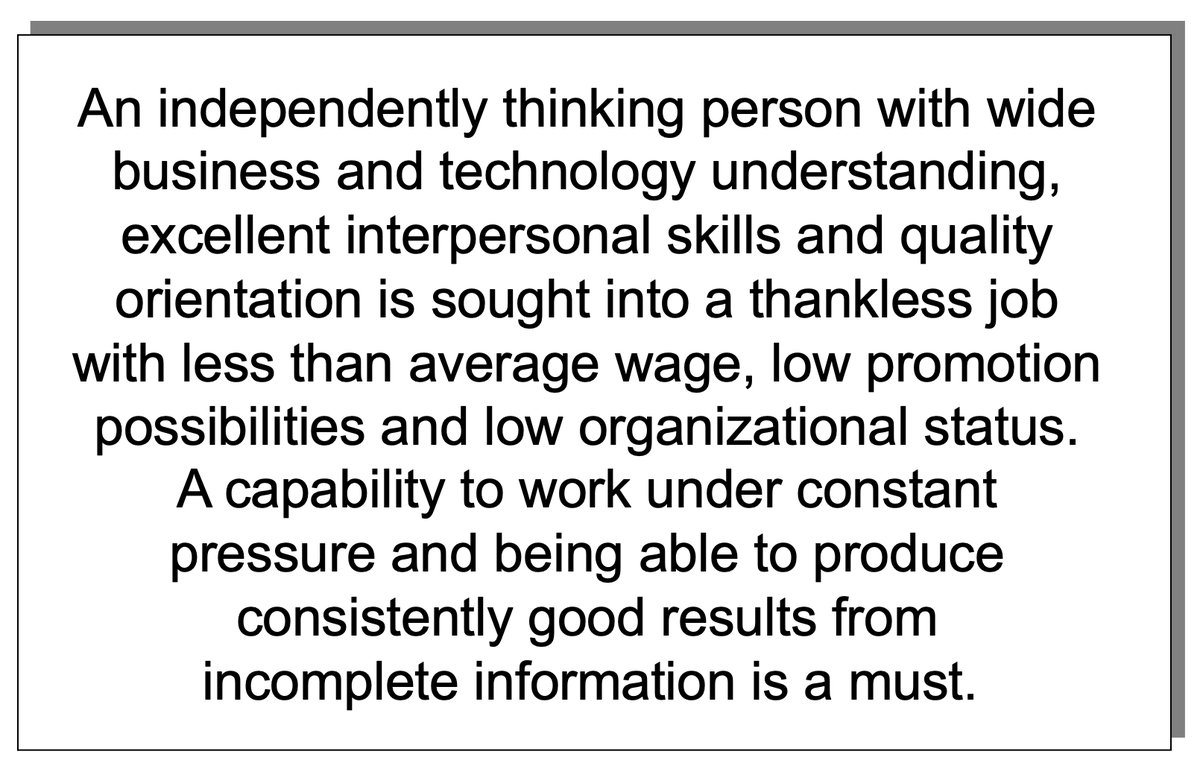 An independently thinking person with wide
business and technology understanding,
excellent interpersonal skills and quality
orientation is sought into a thankless job
with less than average wage, low promotion
possibilities and low organizational status.
A capability to work under constant
pressure and being able to produce
consistently good results from
incomplete information is a must.